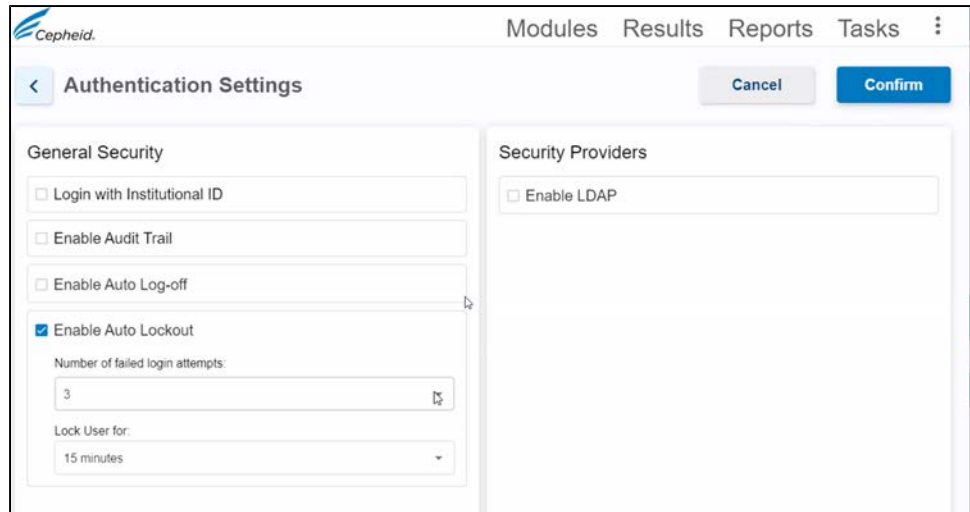 Cepheid.
Modules Results Reports Tasks
Authentication Settings
Cancel
Confirm
General Security
Login with Institutional ID
Enable Audit Trail
Enable Auto Log-off
Enable Auto Lockout
Number of failed login attempts:
3
Lock User for:
15 minutes
Security Providers
Enable LDAP